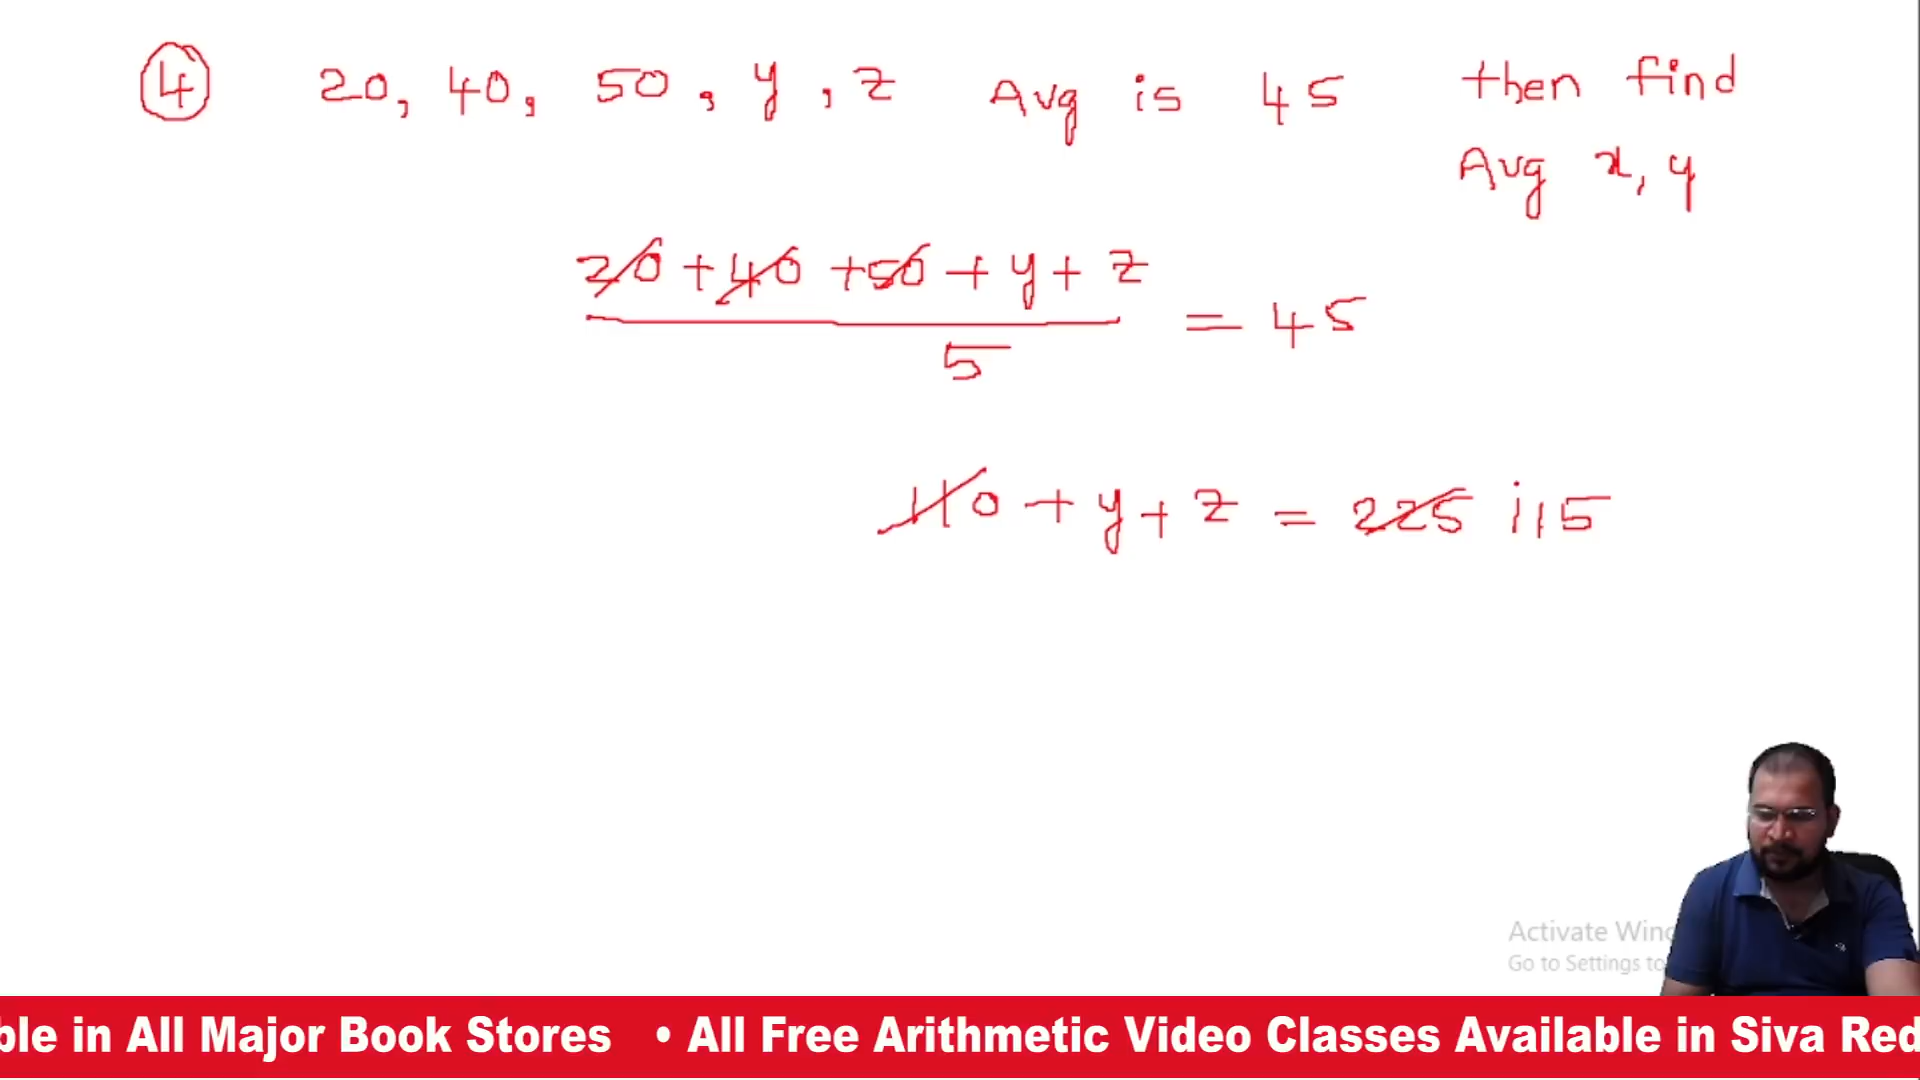 ④ 20, 40, 50, y, z Avg is 45 then find
Avg x, y
20 + 40 + 50 + y + z
5
= 45
110 + y + z = 225 115
Activate Wind
Go to Settings to
ble in All Major Book Stores • All Free Arithmetic Video Classes Available in Siva Red